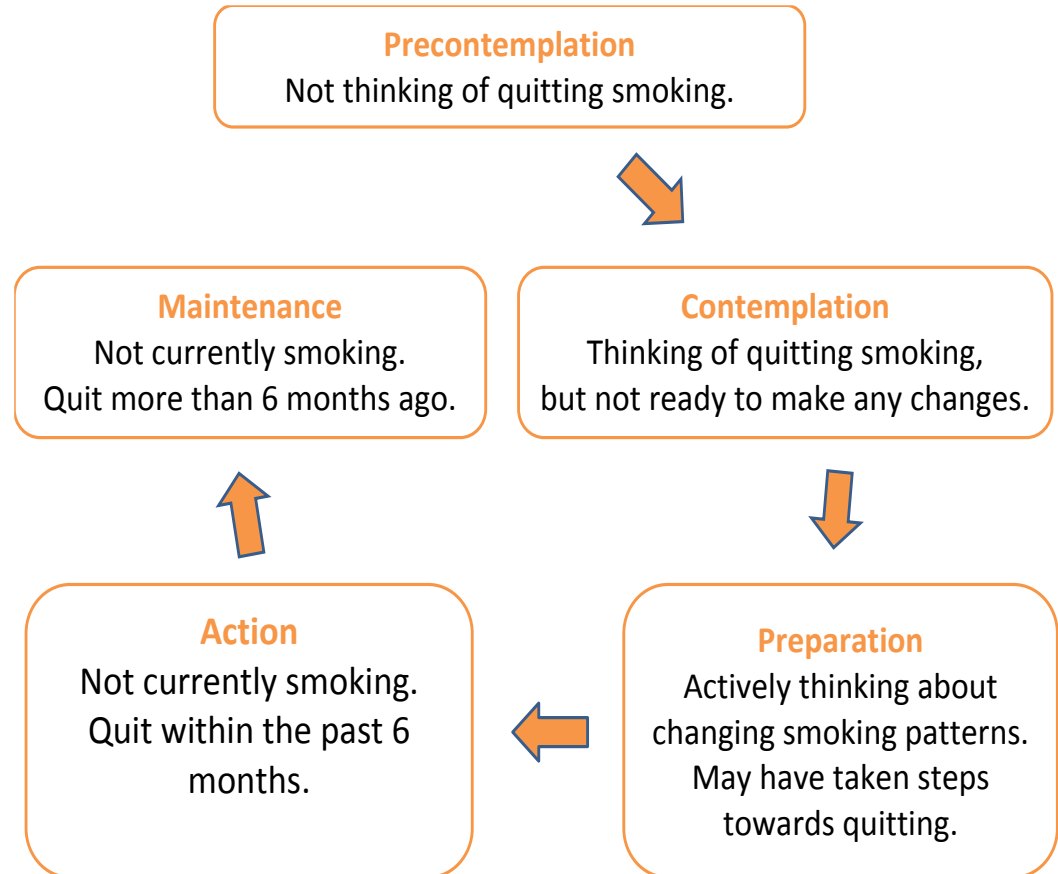 Precontemplation
Not thinking of quitting smoking.
Contemplation
Thinking of quitting smoking,
but not ready to make any changes.
Preparation
Actively thinking about
changing smoking patterns.
May have taken steps
towards quitting.
Action
Not currently smoking.
Quit within the past 6
months.
Maintenance
Not currently smoking.
Quit more than 6 months ago.